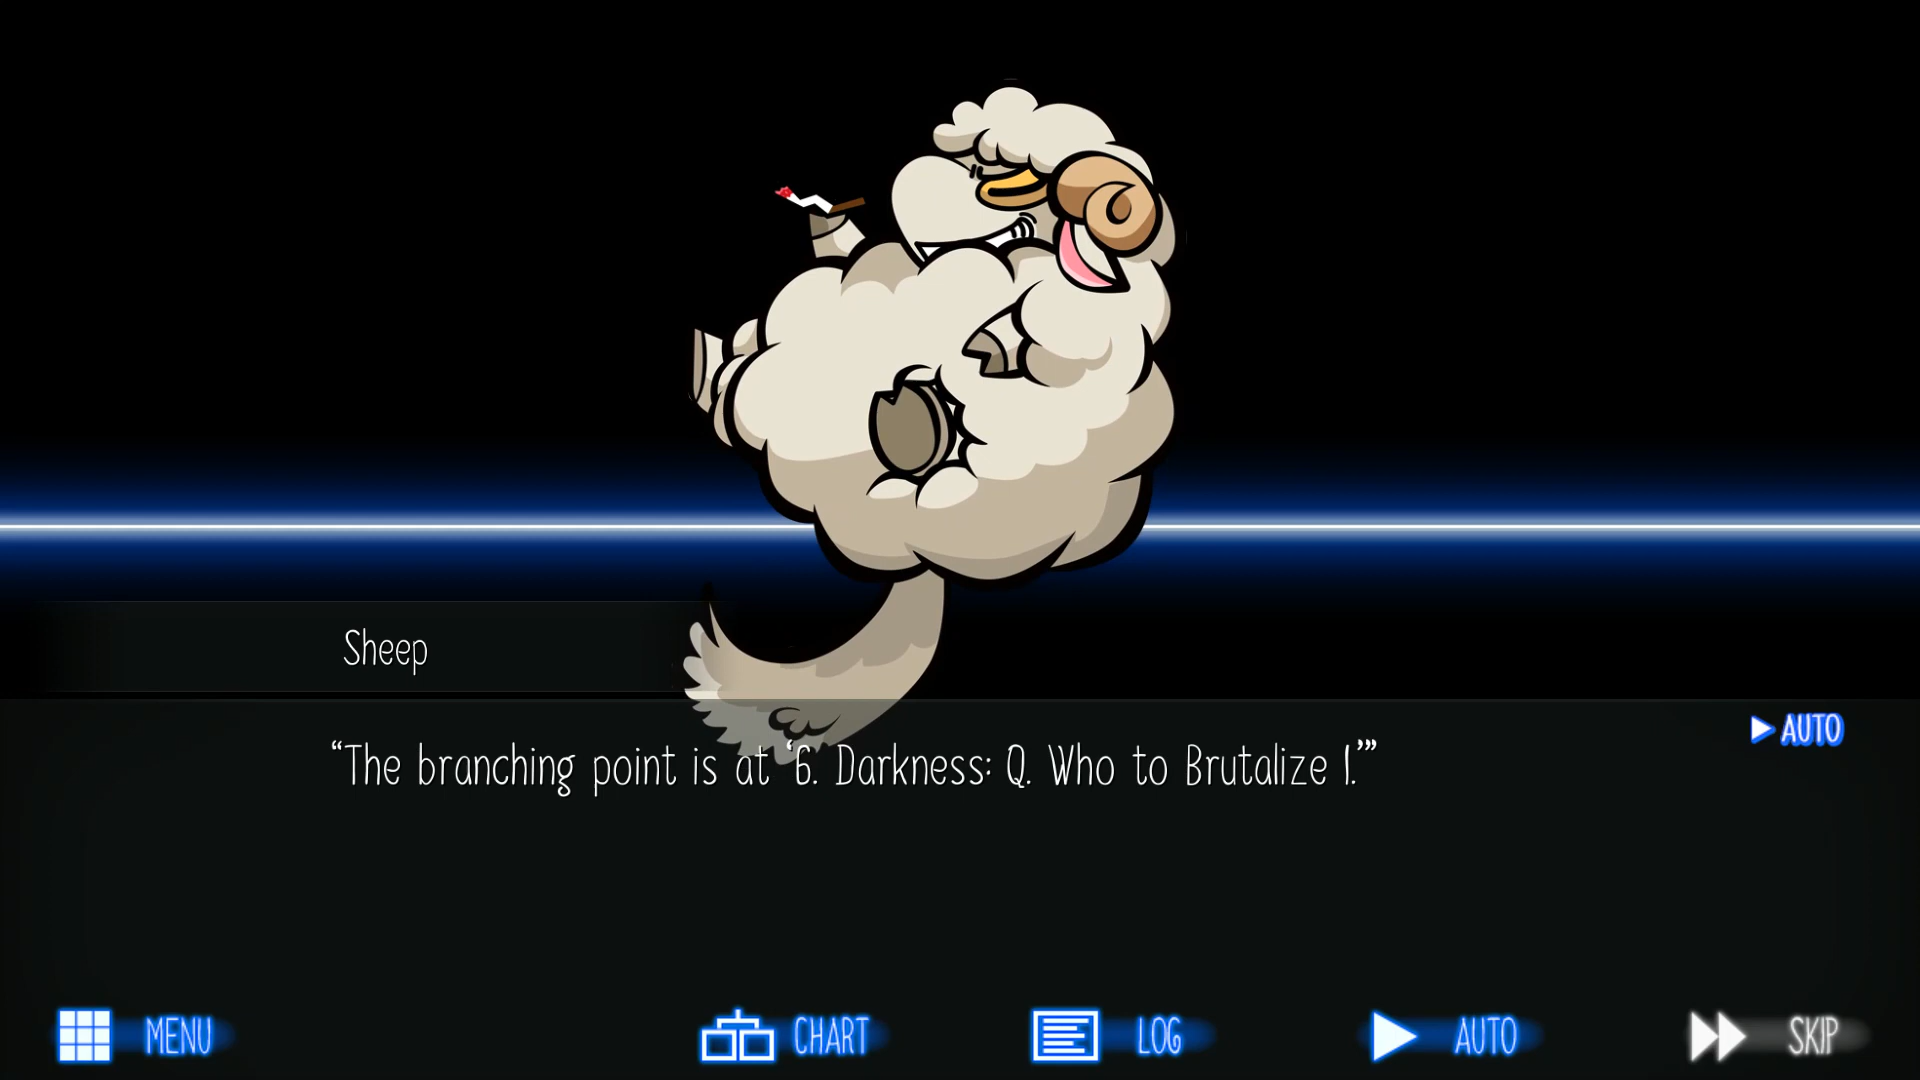 Sheep
AUTO
“The branching point is at ‘6. Darkness: Q. Who to Brutalize 1.’”
MENU
CHART
LOG
AUTO
SKIP